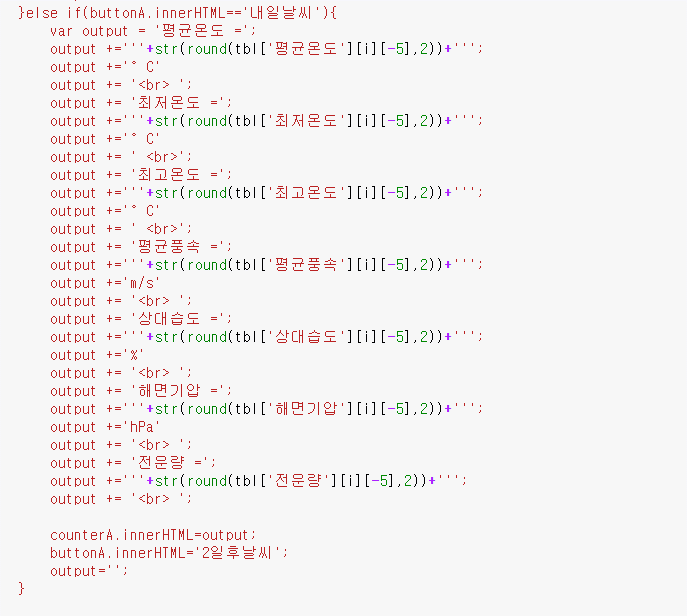 }else if(buttonA.innerHTML=='내일날씨'){
    var output = '평균온도 =';
    output +='''+str(round(tbl['평균온도'][i][-5],2))+''';
    output +='° C'
    output += '<br> ';
    output += '최저온도 =';
    output +='''+str(round(tbl['최저온도'][i][-5],2))+''';
    output +='° C'
    output += ' <br>';
    output += '최고온도 =';
    output +='''+str(round(tbl['최고온도'][i][-5],2))+''';
    output +='° C'
    output += ' <br>';
    output += '평균풍속 =';
    output +='''+str(round(tbl['평균풍속'][i][-5],2))+''';
    output +='m/s'
    output += '<br> ';
    output += '상대습도 =';
    output +='''+str(round(tbl['상대습도'][i][-5],2))+''';
    output +='%'
    output += '<br> ';
    output += '해면기압 =';
    output +='''+str(round(tbl['해면기압'][i][-5],2))+''';
    output +='hPa'
    output += '<br> ';
    output += '전운량 =';
    output +='''+str(round(tbl['전운량'][i][-5],2))+''';
    output += '<br> ';
    counterA.innerHTML=output;
    buttonA.innerHTML='2일후날씨';
    output='';
}